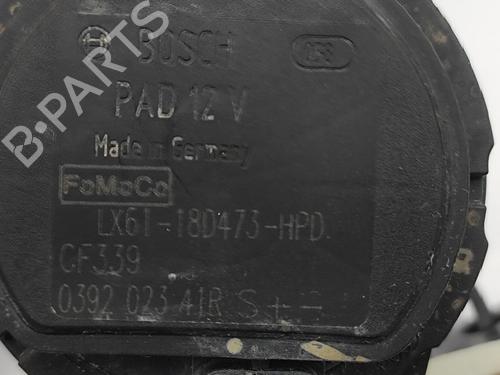 BOSCH
PAD 12 V
Made in Germany
FoMoCo
LX61-18D473-HPD
CF339
0392 023 41R S + -
B-PARTS